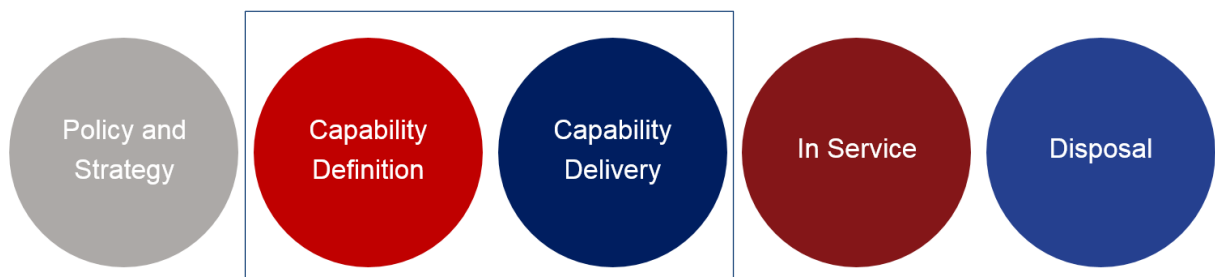 Policy and
Strategy
Capability
Definition
Capability
Delivery
In Service
Disposal